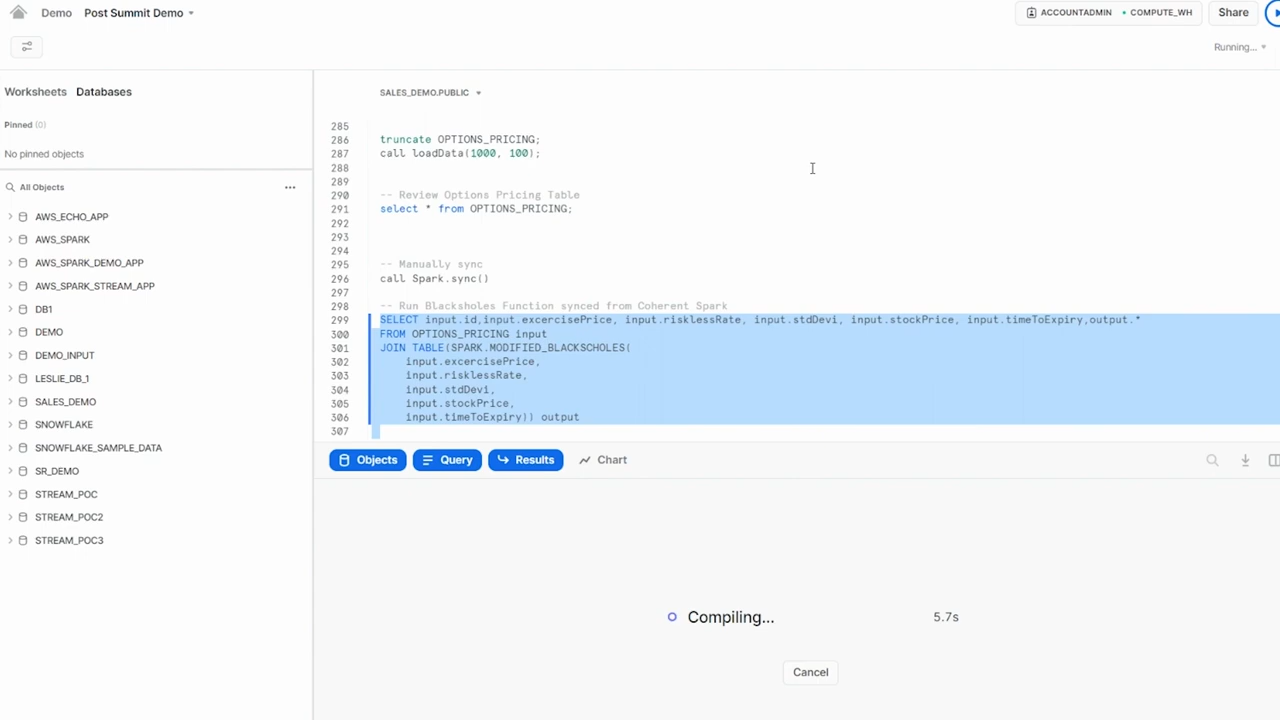 Demo Post Summit Demo
ACCOUNTADMIN • COMPUTE_WH
Share
Running...
Worksheets Databases
SALES_DEMO.PUBLIC
Pinned (0)
No pinned objects
All Objects
AWS_ECHO_APP
AWS_SPARK
AWS_SPARK_DEMO_APP
AWS_SPARK_STREAM_APP
DB1
DEMO
DEMO_INPUT
LESLIE_DB_1
SALES_DEMO
SNOWFLAKE
SNOWFLAKE_SAMPLE_DATA
SR_DEMO
STREAM_POC
STREAM_POC2
STREAM_POC3
285
286 truncate OPTIONS_PRICING;
287 call loadData(1000, 100);
288
289
290 -- Review Options Pricing Table
291 select * from OPTIONS_PRICING;
292
293
294
295 -- Manually sync
296 call Spark.sync()
297
298 -- Run Blacksholes Function synced from Coherent Spark
299 SELECT input.id,input.excercisePrice, input.risklessRate, input.stdDevi, input.stockPrice, input.timeToExpiry,output.*
300 FROM OPTIONS_PRICING input
301 JOIN TABLE(SPARK.MODIFIED_BLACKSCHOLES(
302 input.excercisePrice,
303 input.risklessRate,
304 input.stdDevi,
305 input.stockPrice,
306 input.timeToExpiry)) output
307
Objects Query Results Chart
Compiling... 5.7s
Cancel